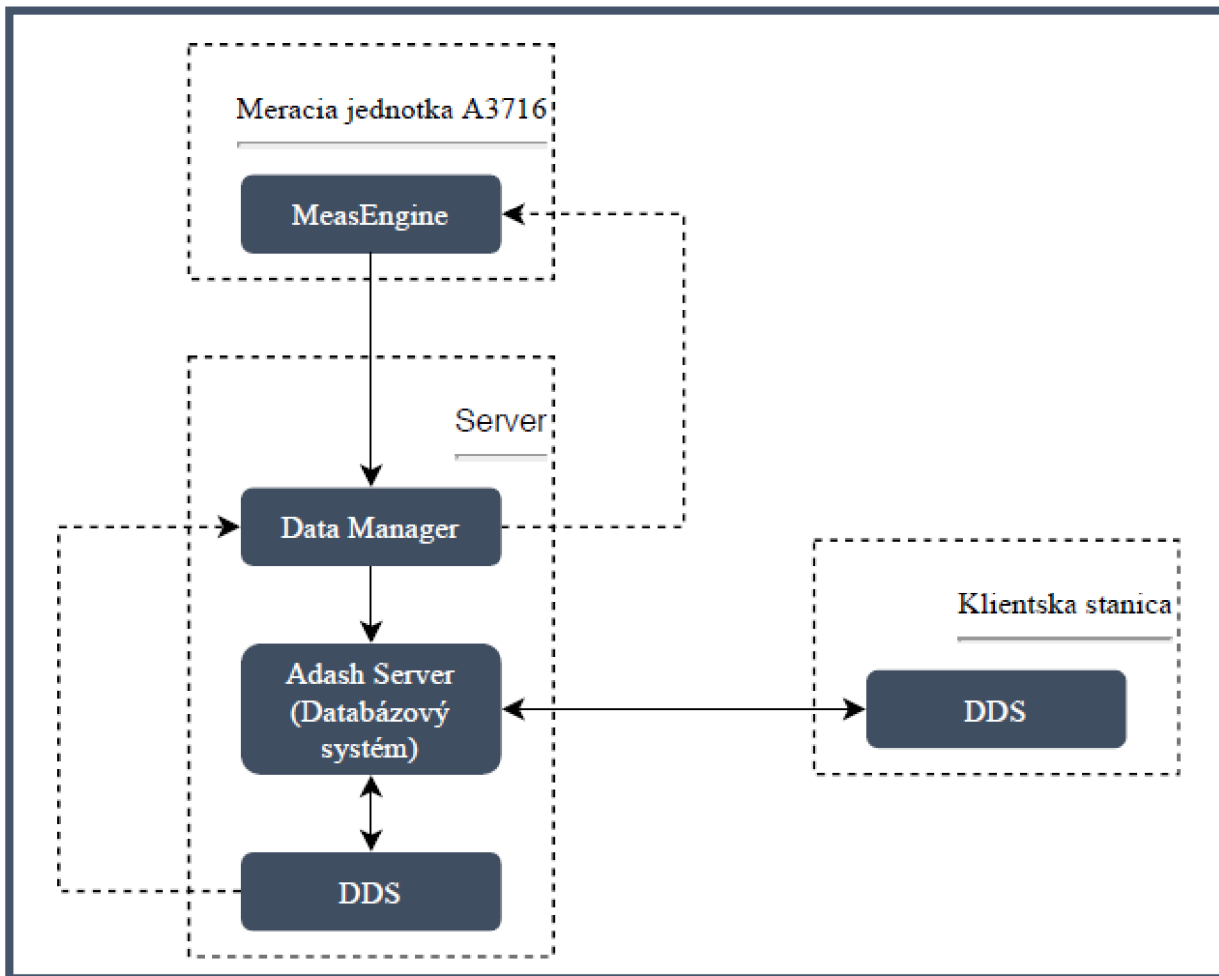 Meracia jednotka A3716
MeasEngine
Server
Data Manager
Adash Server
(Databázový
systém)
DDS
Klientska stanica
DDS